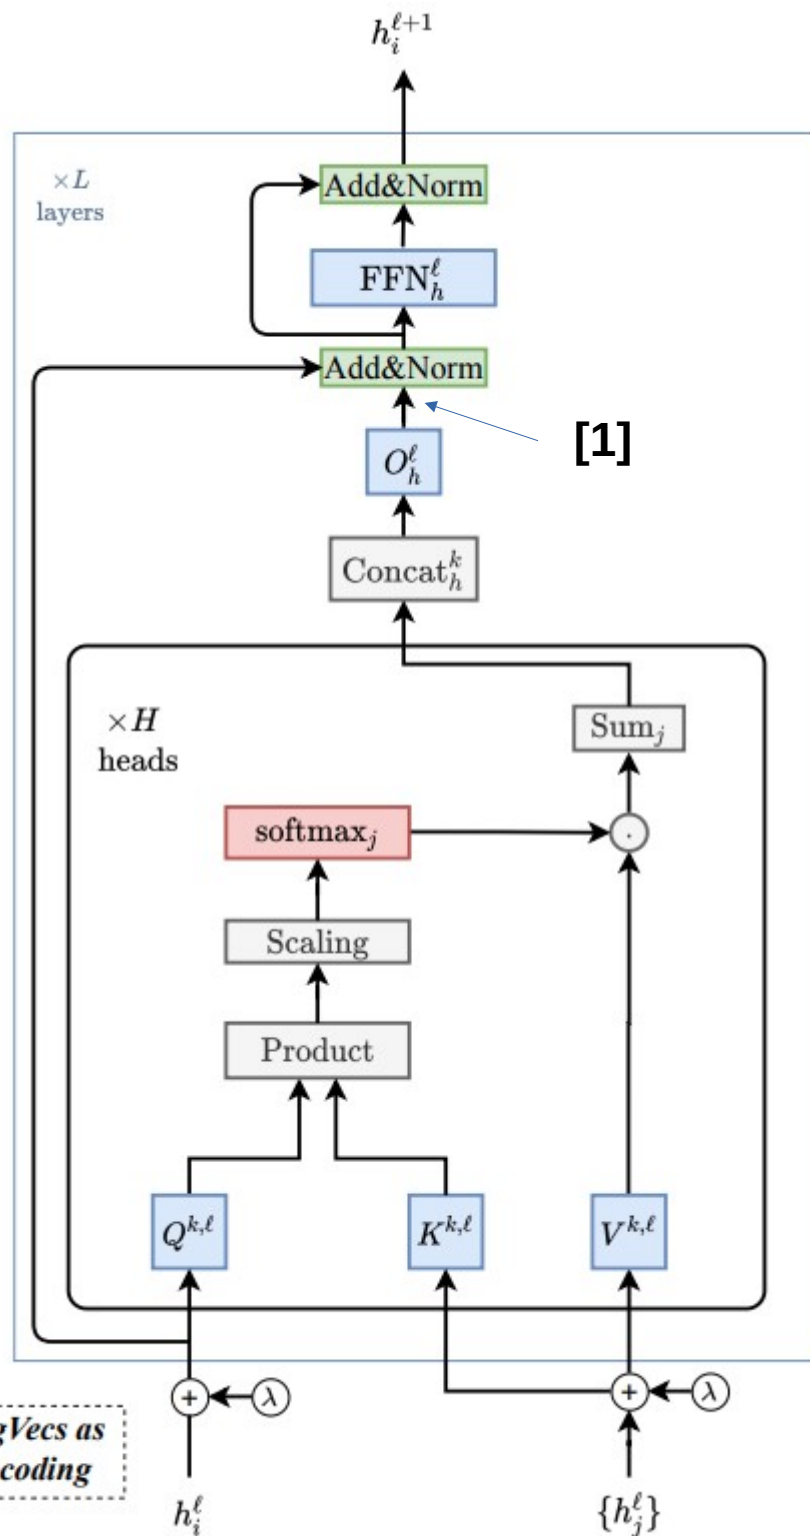 h_i^{ℓ+1}
×L
layers
Add&Norm
FFN_h^ℓ
Add&Norm
[1]
O_h^ℓ
Concat_h^k
×H
heads
Sum_j
softmax_j
·
Scaling
Product
Q^{k,ℓ}
K^{k,ℓ}
V^{k,ℓ}
+
λ
+
λ
gVecs as
coding
h_i^ℓ
{h_j^ℓ}